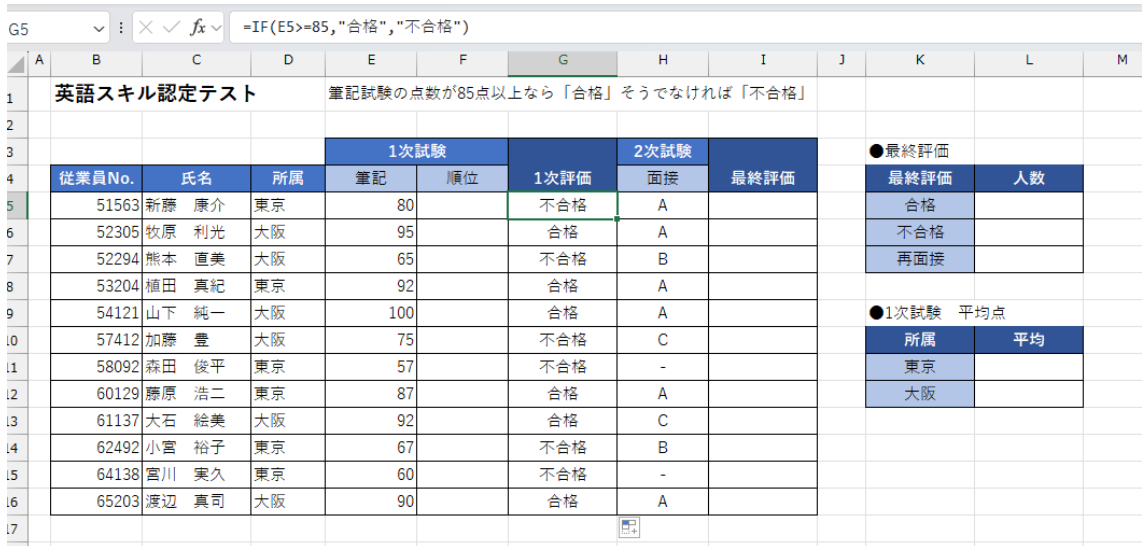 G5 fx =IF(E5>=85,"合格","不合格")
A B C D E F G H I J K L M
1 英語スキル認定テスト 筆記試験の点数が85点以上なら「合格」そうでなければ「不合格」
2
3 1次試験 2次試験 ●最終評価
4 従業員No. 氏名 所属 筆記 順位 1次評価 面接 最終評価 最終評価 人数
5 51563 新藤 康介 東京 80 不合格 A 合格
6 52305 牧原 利光 大阪 95 合格 A 不合格
7 52294 熊本 直美 大阪 65 不合格 B 再面接
8 53204 植田 真紀 東京 92 合格 A
9 54121 山下 純一 大阪 100 合格 A ●1次試験 平均点
10 57412 加藤 豊 大阪 75 不合格 C 所属 平均
11 58092 森田 俊平 東京 57 不合格 - 東京
12 60129 藤原 浩二 東京 87 合格 A 大阪
13 61137 大石 絵美 大阪 92 合格 C
14 62492 小宮 裕子 東京 67 不合格 B
15 64138 宮川 実久 東京 60 不合格 -
16 65203 渡辺 真司 大阪 90 合格 A
17